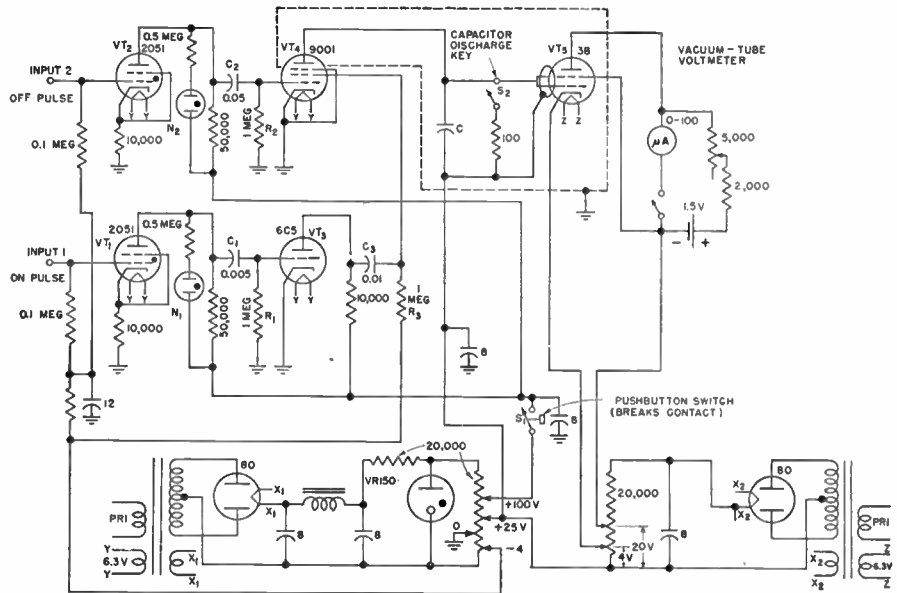 VT2 2051
0.5 MEG
C2
0.05
VT4 9001
CAPACITOR
DISCHARGE
KEY
S2
VT5 38
VACUUM-TUBE
VOLTMETER
INPUT 2
OFF PULSE
Y Y
N2
50,000
1 MEG
R2
Y Y
C
100
Z Z
0-100
μA
5,000
2,000
0.1 MEG
10,000
1.5V
- +
INPUT 1
ON PULSE
VT1 2051
0.5 MEG
C1
0.005
6C5 VT3
C3
0.01
Y Y
N1
50,000
1 MEG
R1
Y Y
10,000
1
MEG
R3
0.1 MEG
10,000
8
12
S1
8
PUSHBUTTON SWITCH
(BREAKS CONTACT)
20,000
80
X1
X1
VR150
+100V
+25V
0
-4
20,000
20V
4V
8
X2
X2
80
PRI
8
8
PRI
Y
6.3V
Y
X1
X1
X2
X2
Z
6.3V
Z